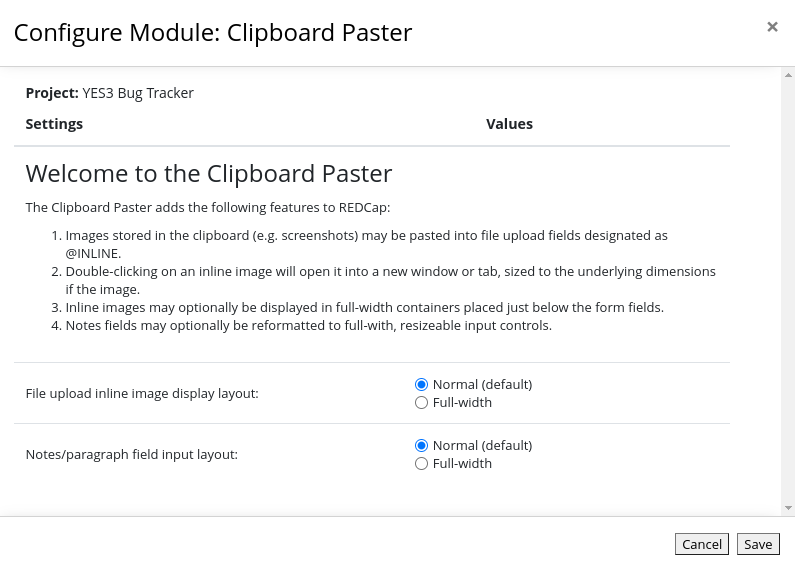 Configure Module: Clipboard Paster ×
Project: YES3 Bug Tracker
Settings Values
Welcome to the Clipboard Paster
The Clipboard Paster adds the following features to REDCap:
1. Images stored in the clipboard (e.g. screenshots) may be pasted into file upload fields designated as
@INLINE.
2. Double-clicking on an inline image will open it into a new window or tab, sized to the underlying dimensions
if the image.
3. Inline images may optionally be displayed in full-width containers placed just below the form fields.
4. Notes fields may optionally be reformatted to full-with, resizeable input controls.
File upload inline image display layout:
Normal (default)
Full-width
Notes/paragraph field input layout:
Normal (default)
Full-width
Cancel Save